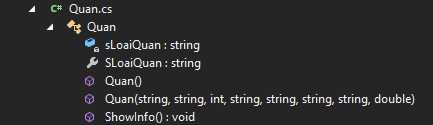 C# Quan.cs
Quan
sLoaiQuan : string
SLoaiQuan : string
Quan()
Quan(string, string, int, string, string, string, string, double)
ShowInfo() : void